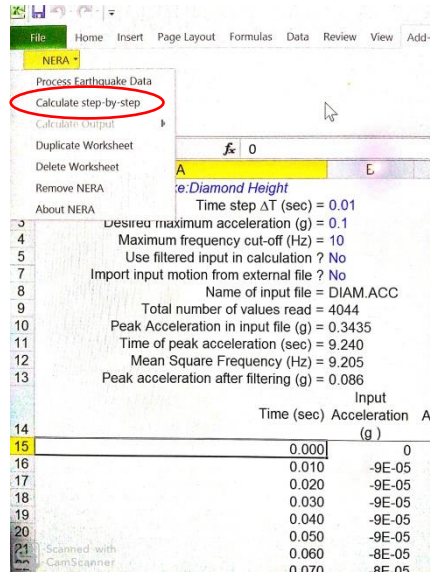 File Home Insert Page Layout Formulas Data Review View Add-
NERA
Process Earthquake Data
Calculate step-by-step
Calculate Output
Duplicate Worksheet
Delete Worksheet
Remove NERA
About NERA
fx 0
A E
e:Diamond Height
Time step ΔT (sec) = 0.01
3 Desired maximum acceleration (g) = 0.1
4 Maximum frequency cut-off (Hz) = 10
5 Use filtered input in calculation ? No
7 Import input motion from external file ? No
8 Name of input file = DIAM.ACC
9 Total number of values read = 4044
10 Peak Acceleration in input file (g) = 0.3435
11 Time of peak acceleration (sec) = 9.240
12 Mean Square Frequency (Hz) = 9.205
13 Peak acceleration after filtering (g) = 0.086
14 Time (sec) Input Acceleration (g) A
15 0.000 0
16 0.010 -9E-05
17 0.020 -9E-05
18 0.030 -9E-05
19 0.040 -9E-05
20 0.050 -9E-05
21 0.060 -8E-05
0.070 -8E-05
Scanned with
CamScanner